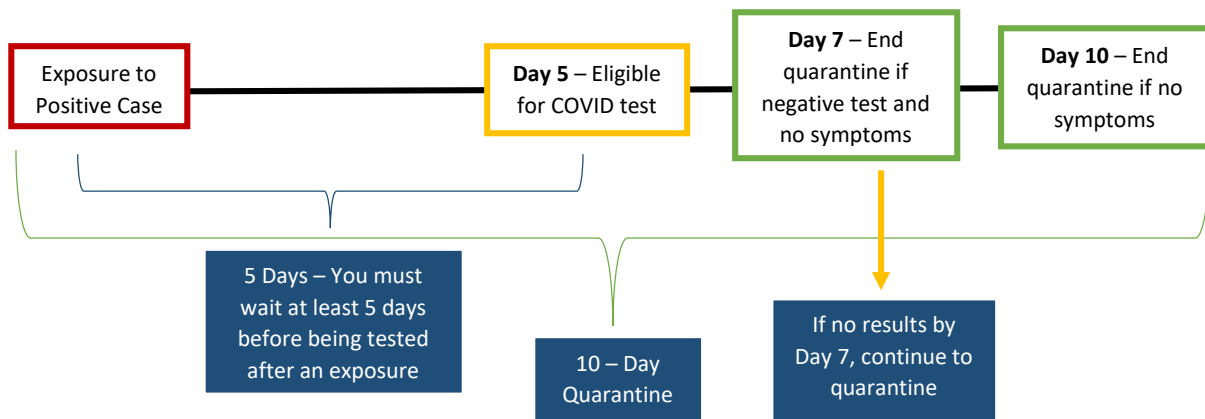 Exposure to
Positive Case
Day 5 – Eligible
for COVID test
Day 7 – End
quarantine if
negative test and
no symptoms
Day 10 – End
quarantine if no
symptoms
5 Days – You must
wait at least 5 days
before being tested
after an exposure
10 – Day
Quarantine
If no results by
Day 7, continue to
quarantine